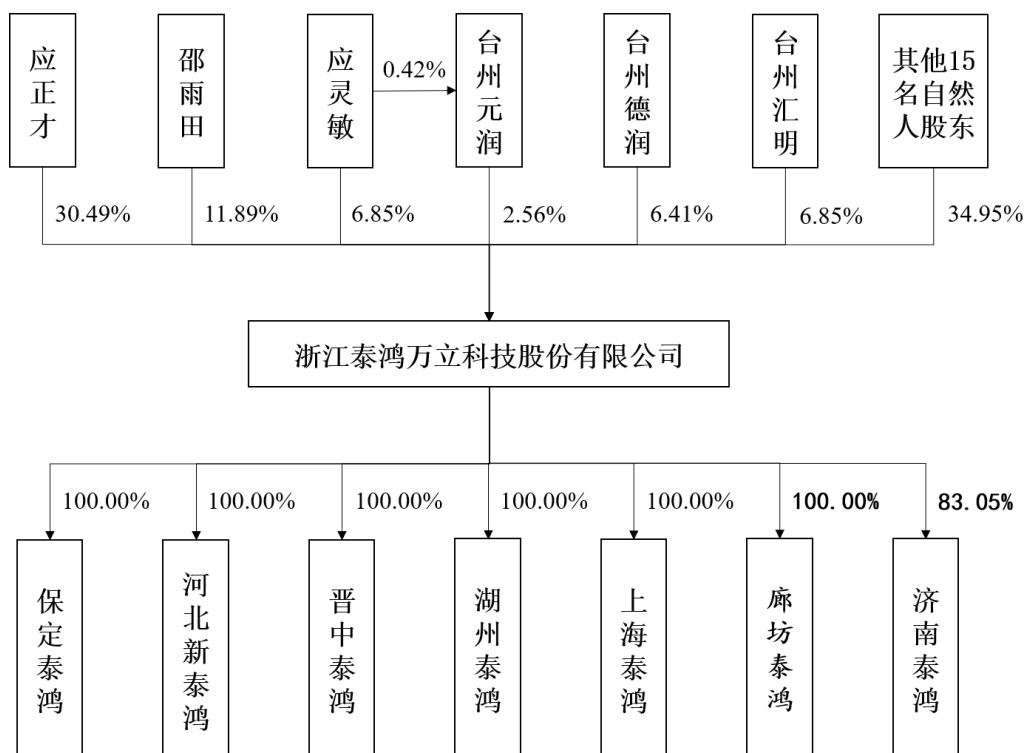 应正才
邵雨田
应灵敏
0.42%
台州元润
台州德润
台州汇明
其他15
名自然
人股东
30.49%
11.89%
6.85%
2.56%
6.41%
6.85%
34.95%
浙江泰鸿万立科技股份有限公司
100.00%
100.00%
100.00%
100.00%
100.00%
100.00%
83.05%
保定泰鸿
河北新泰鸿
晋中泰鸿
湖州泰鸿
上海泰鸿
廊坊泰鸿
济南泰鸿